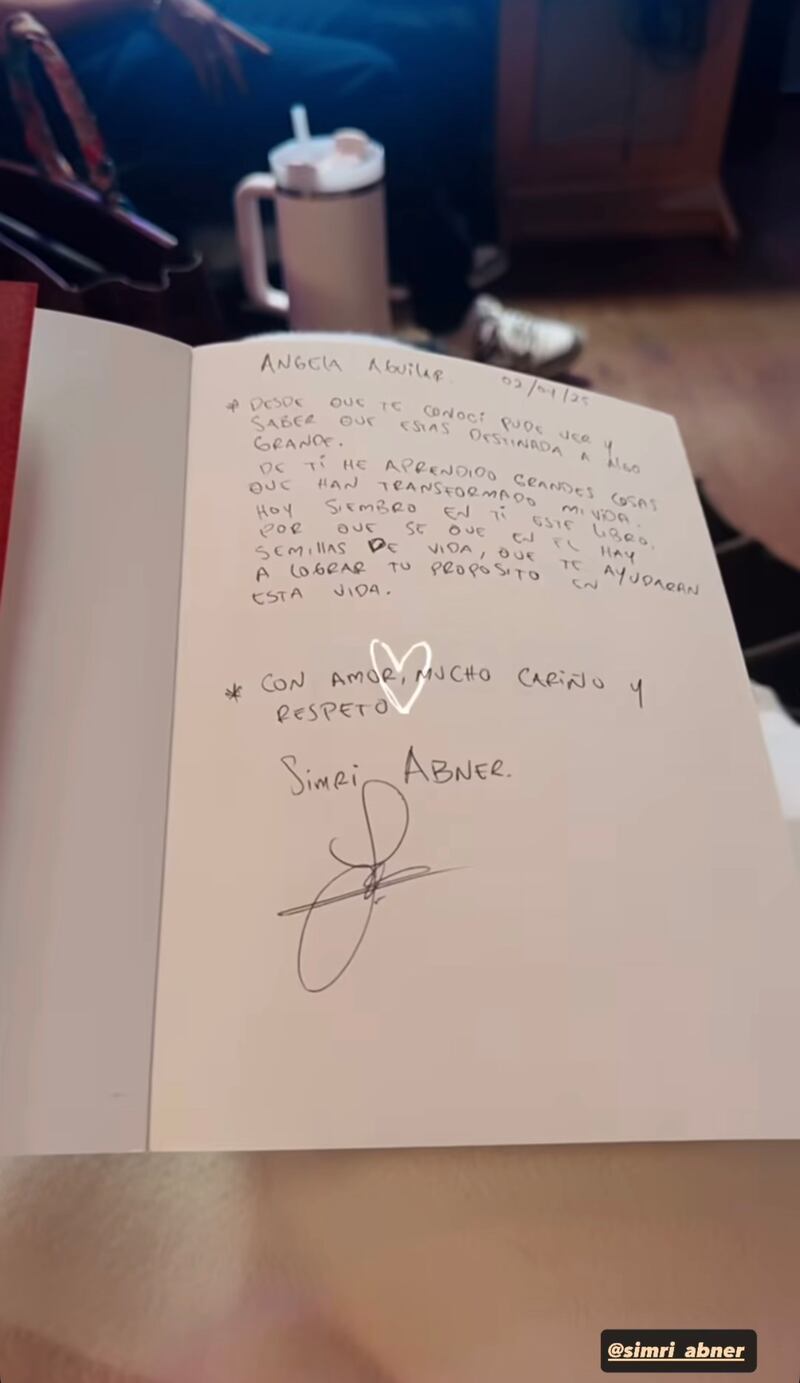 ANGELA AGUILAR. 02/04/25
* DESDE QUE TE CONOCÍ PUDE VER Y
SABER QUE ESTAS DESTINADA A ALGO
GRANDE.
DE TÍ HE APRENDIDO GRANDES COSAS
QUE HAN TRANSFORMADO MI VIDA.
HOY SIEMBRO EN TÍ ESTE LIBRO,
POR QUE SE QUE EN EL HAY
SEMILLAS DE VIDA, QUE TE AYUDARAN
A LOGRAR TU PROPOSITO EN
ESTA VIDA.
* CON AMOR, MUCHO CARIÑO Y
RESPETO
Simri ABNER.
@simri_abner